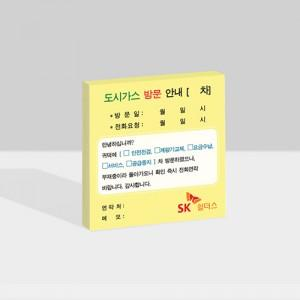 도시가스 방문 안내 [ 차]
• 방 문 일 : 월 일 시
• 전화요청 : 월 일 시
안녕하십니까?
귀댁에 [ □ 안전점검, □계량기교체, □요금수납,
□서비스, □공급중지 ] 차 방문하였으나,
부재중이라 돌아가오니 확인 즉시 전화연락
바랍니다. 감사합니다.
연 락 처 :
메 모 :
SK 쉴더스